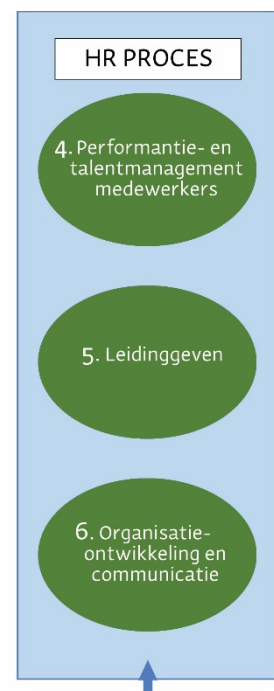 HR PROCES
4. Performantie- en
talentmanagement
medewerkers
5. Leidinggeven
6. Organisatie-
ontwikkeling en
communicatie